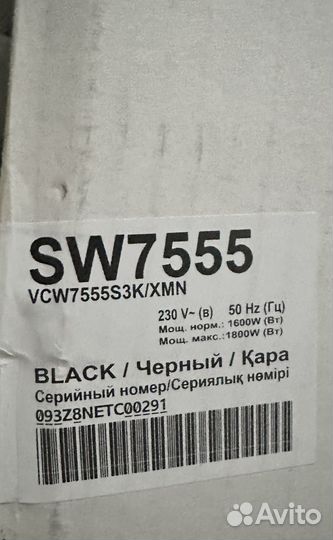 SW7555
VCW7555S3K/XMN
230 V~ (в) 50 Hz (Гц)
Мощ. норм.: 1600W (Вт)
Мощ. макс.:1800W (Вт)
BLACK / Черный / Қара
Серийный номер/Сериялық нөмірі
093Z8NETC00291
Avito